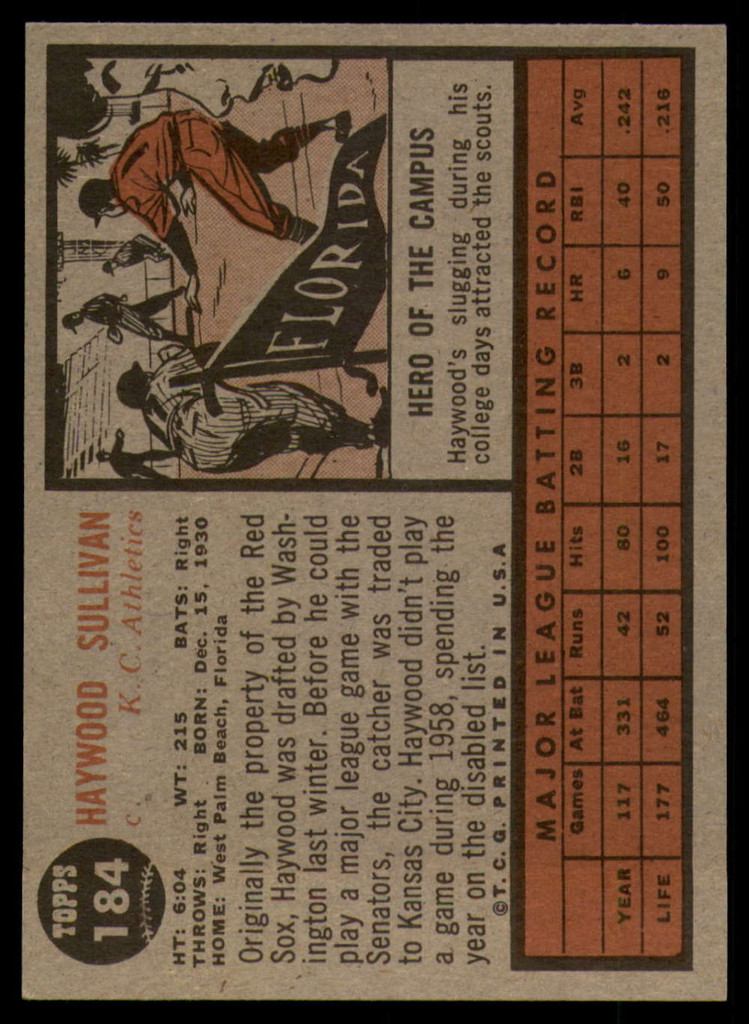 TOPPS
184
HAYWOOD SULLIVAN
c K. C. Athletics
HT: 6:04 WT: 215 BATS: Right
THROWS: Right BORN: Dec. 15, 1930
HOME: West Palm Beach, Florida
Originally the property of the Red
Sox, Haywood was drafted by Wash-
ington last winter. Before he could
play a major league game with the
Senators, the catcher was traded
to Kansas City. Haywood didn't play
a game during 1958, spending the
year on the disabled list.
©T. C. G. PRINTED IN U.S.A
FLORIDA
HERO OF THE CAMPUS
Haywood's slugging during his
college days attracted the scouts.
MAJOR LEAGUE BATTING RECORD
Games At Bat Runs Hits 2B 3B HR RBI Avg
YEAR 117 331 42 80 16 2 6 40 .242
LIFE 177 464 52 100 17 2 9 50 .216